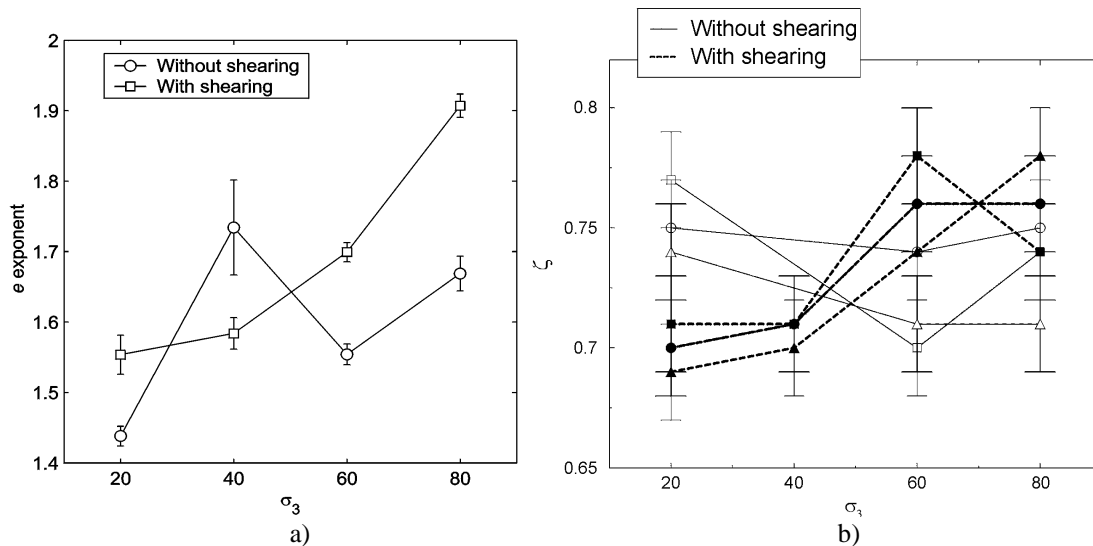 Without shearing
With shearing
2
1.9
1.8
1.7
1.6
1.5
1.4
e exponent
20 40 60 80
σ3
a)
Without shearing
With shearing
0.8
0.75
0.7
0.65
ζ
20 40 60 80
σ3
b)